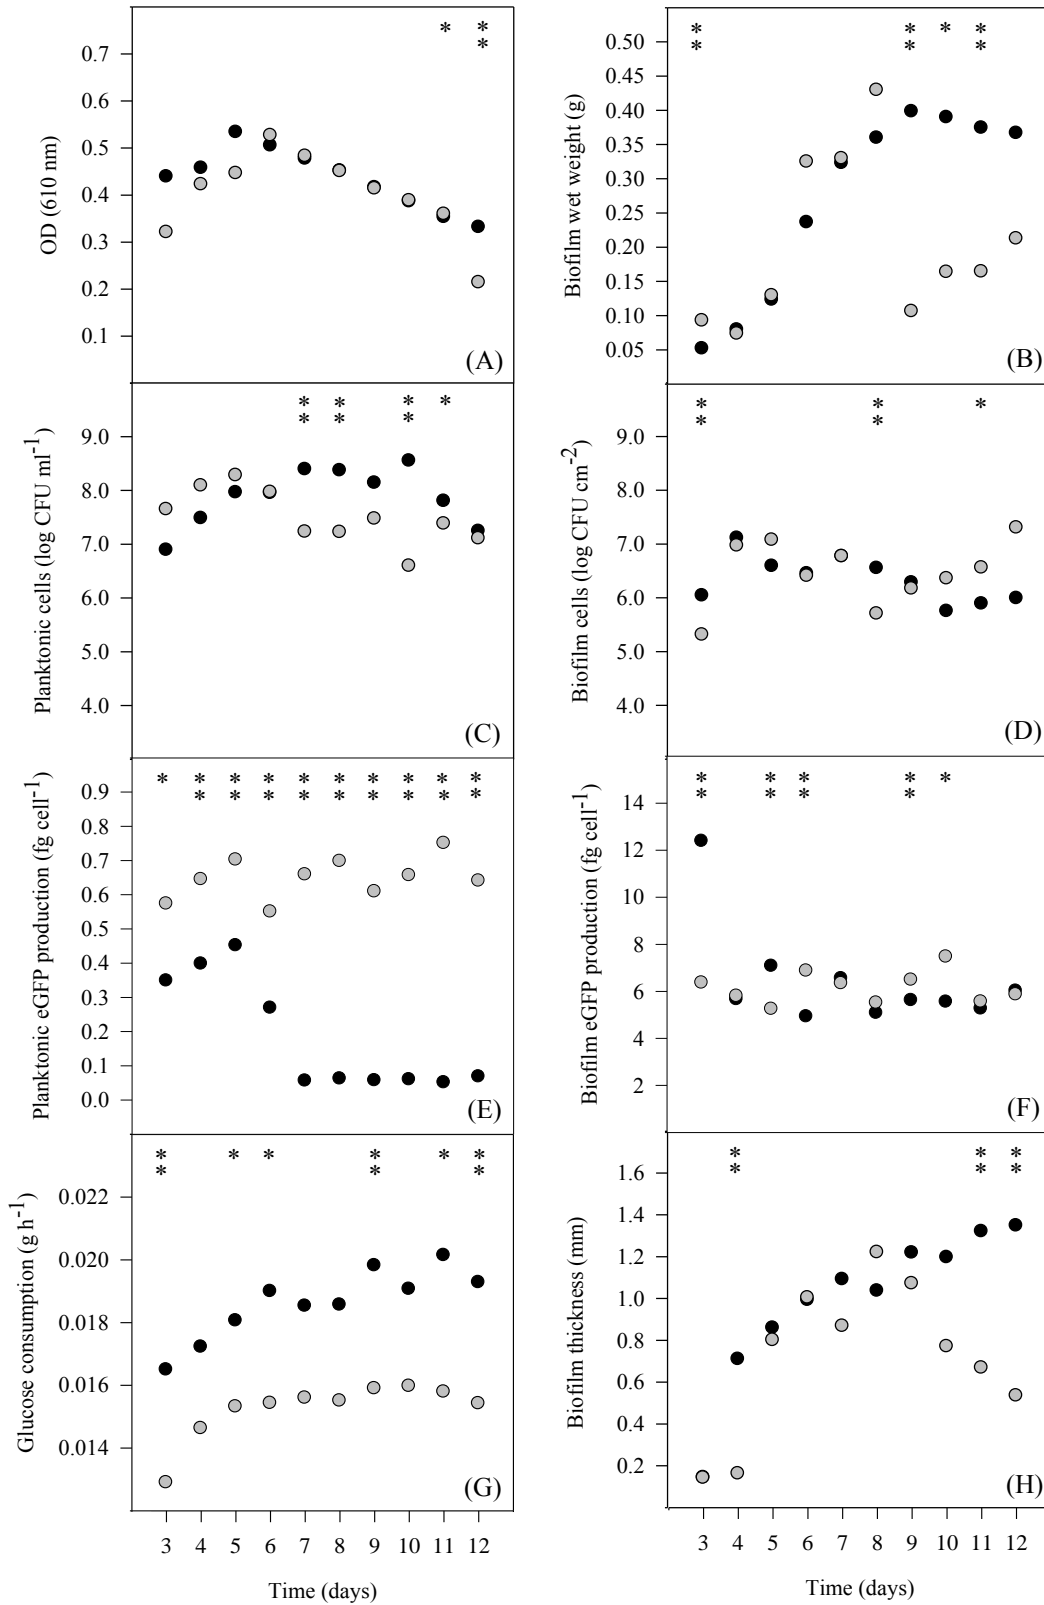 * * *
* *
0.7
0.6
0.5
0.4
0.3
0.2
0.1
OD (610 nm)
(A)
* * * *
* * *
0.50
0.45
0.40
0.35
0.30
0.25
0.20
0.15
0.10
0.05
Biofilm wet weight (g)
(B)
* * * *
* * *
9.0
8.0
7.0
6.0
5.0
4.0
Planktonic cells (log CFU ml-1)
(C)
* * *
* *
9.0
8.0
7.0
6.0
5.0
4.0
Biofilm cells (log CFU cm-2)
(D)
* * * * * * * * * *
* * * * * * * * *
0.9
0.8
0.7
0.6
0.5
0.4
0.3
0.2
0.1
0.0
Planktonic eGFP production (fg cell-1)
(E)
* * * * *
* * * *
14
12
10
8
6
4
2
Biofilm eGFP production (fg cell-1)
(F)
* * * * * *
* * *
0.022
0.020
0.018
0.016
0.014
Glucose consumption (g h-1)
(G)
3 4 5 6 7 8 9 10 11 12
Time (days)
* * *
* * *
1.6
1.4
1.2
1.0
0.8
0.6
0.4
0.2
Biofilm thickness (mm)
(H)
3 4 5 6 7 8 9 10 11 12
Time (days)